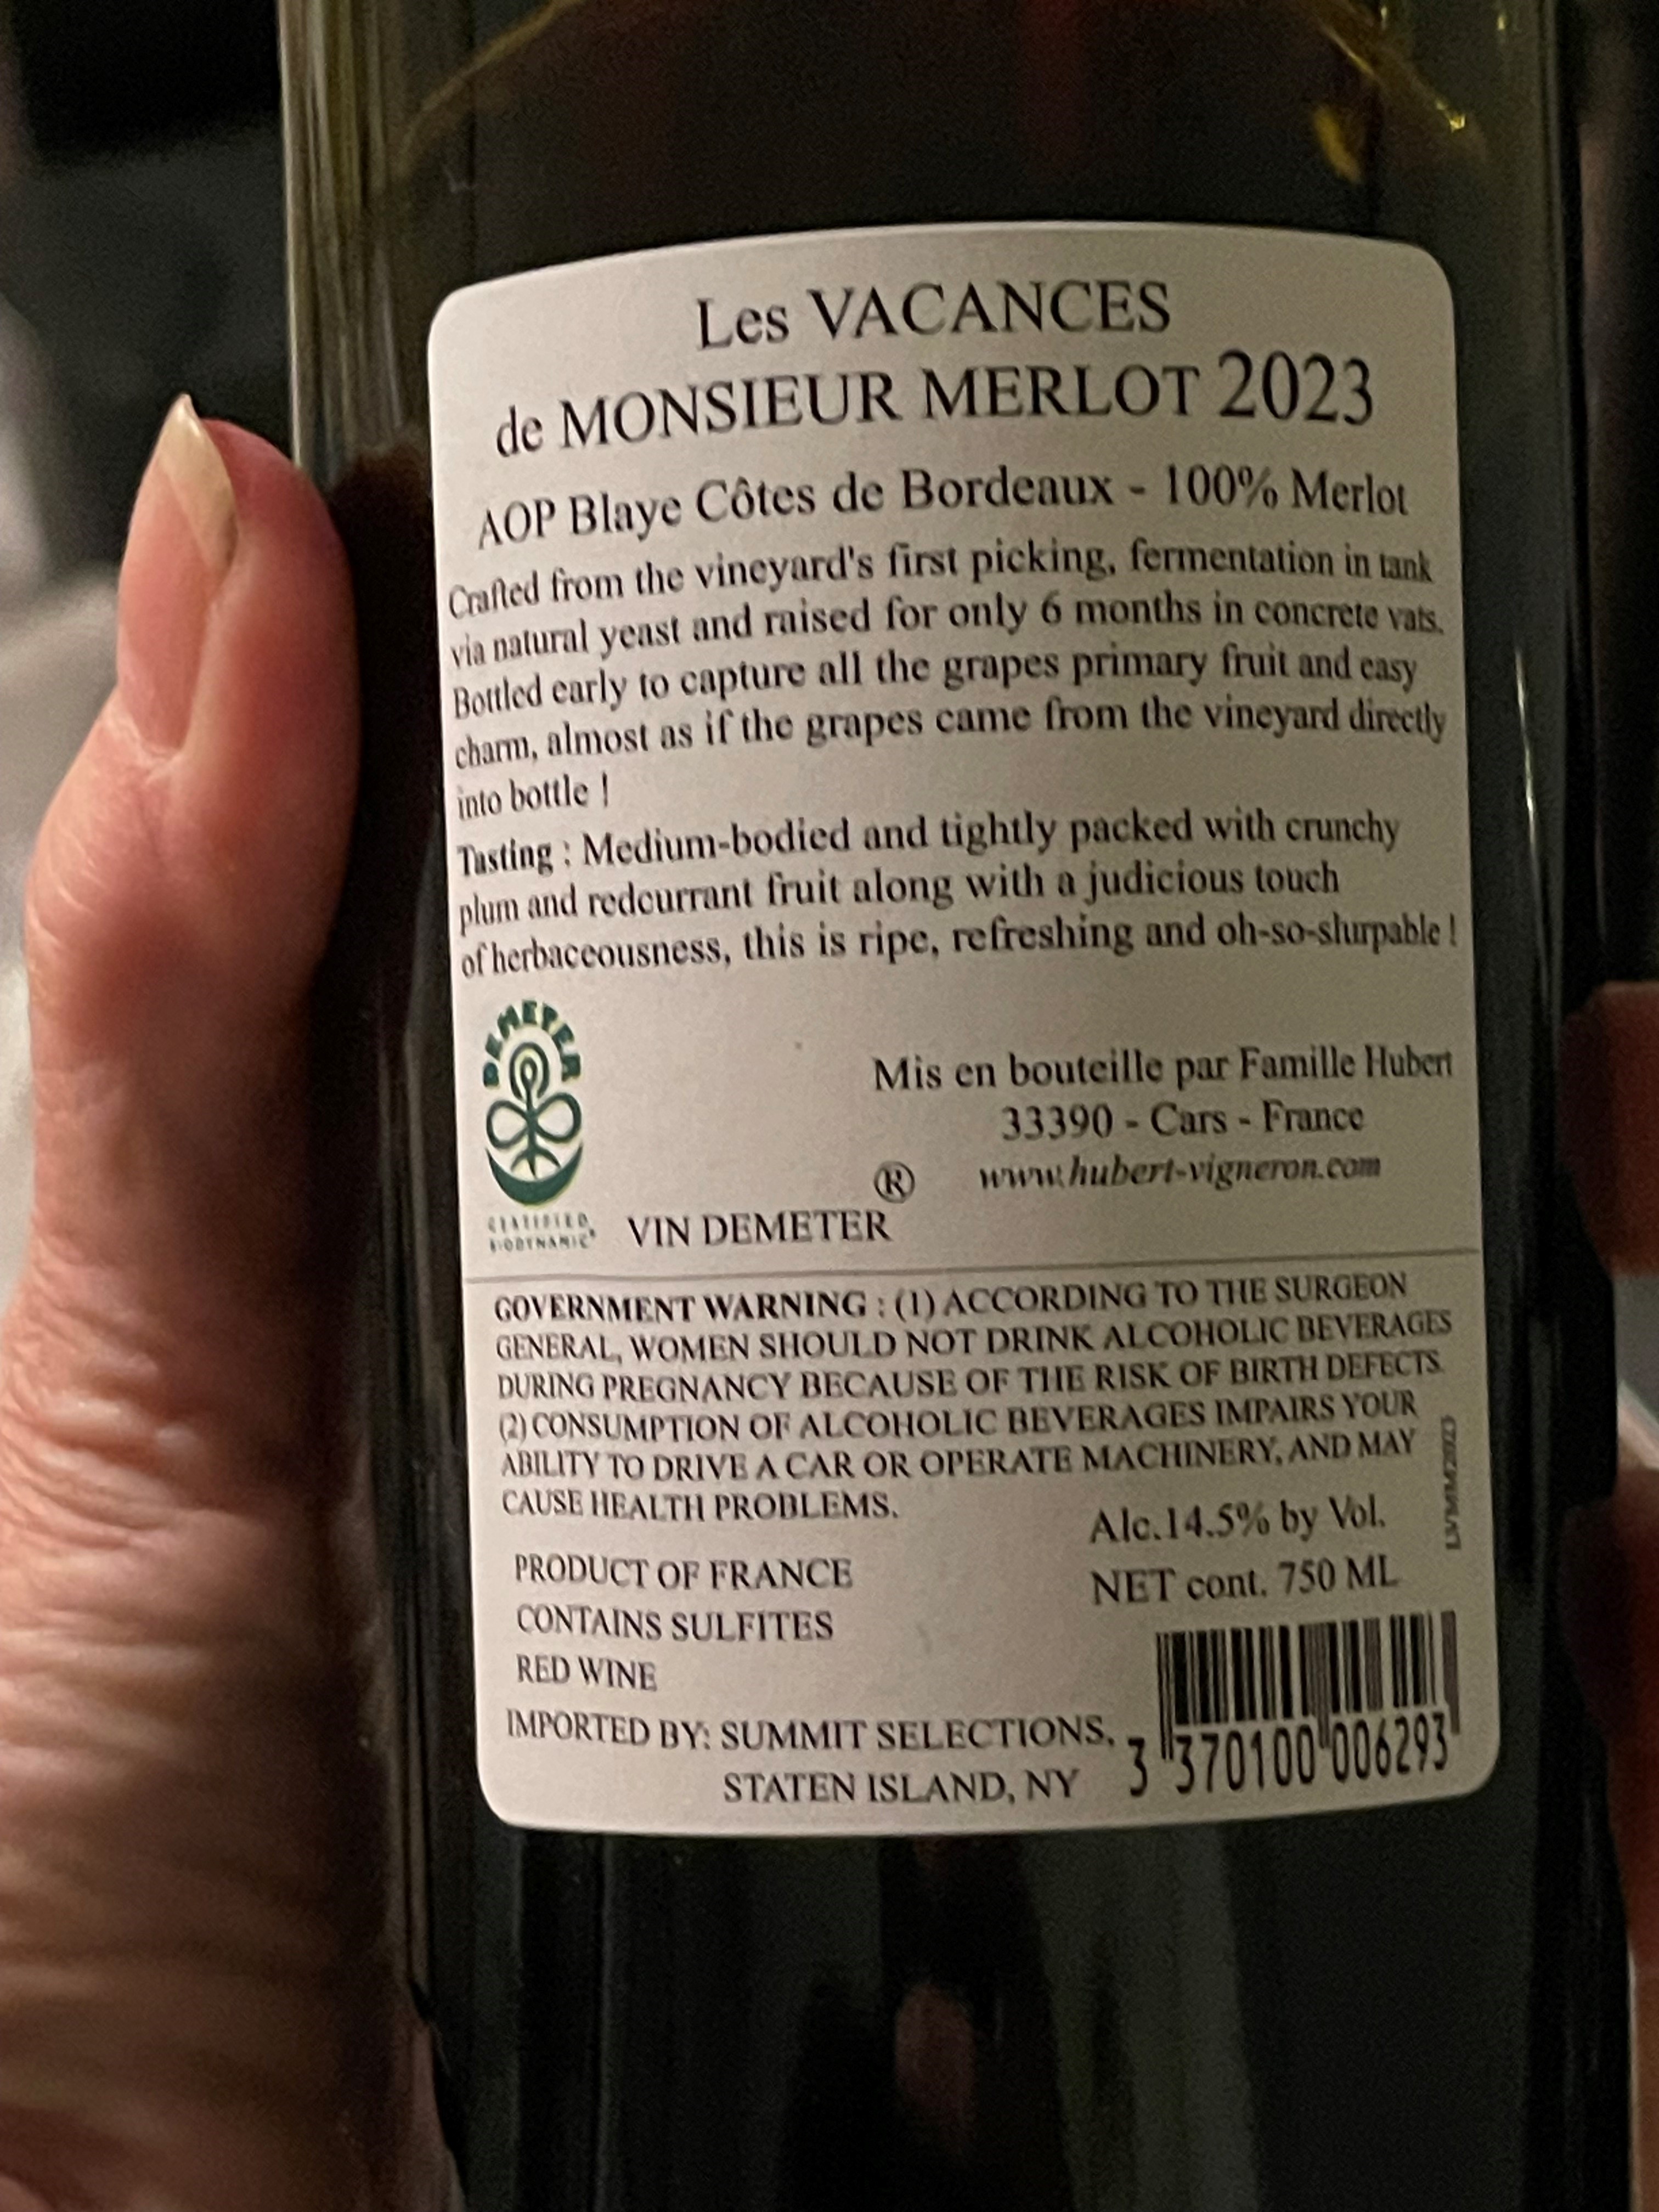 Les VACANCES
de MONSIEUR MERLOT 2023
AOP Blaye Côtes de Bordeaux - 100% Merlot
Crafted from the vineyard's first picking, fermentation in tank
via natural yeast and raised for only 6 months in concrete vats.
Bottled early to capture all the grapes primary fruit and easy
charm, almost as if the grapes came from the vineyard directly
into bottle !
Tasting : Medium-bodied and tightly packed with crunchy
plum and redcurrant fruit along with a judicious touch
of herbaceousness, this is ripe, refreshing and oh-so-slurpable !
DEMETER
CERTIFIED
BIODYNAMIC®
Mis en bouteille par Famille Hubert
33390 - Cars - France
www.hubert-vigneron.com
VIN DEMETER ®
GOVERNMENT WARNING : (1) ACCORDING TO THE SURGEON
GENERAL, WOMEN SHOULD NOT DRINK ALCOHOLIC BEVERAGES
DURING PREGNANCY BECAUSE OF THE RISK OF BIRTH DEFECTS.
(2) CONSUMPTION OF ALCOHOLIC BEVERAGES IMPAIRS YOUR
ABILITY TO DRIVE A CAR OR OPERATE MACHINERY, AND MAY
CAUSE HEALTH PROBLEMS.
Alc.14.5% by Vol.
NET cont. 750 ML
LVMM2023
PRODUCT OF FRANCE
CONTAINS SULFITES
RED WINE
IMPORTED BY: SUMMIT SELECTIONS,
STATEN ISLAND, NY
3 370100 006293